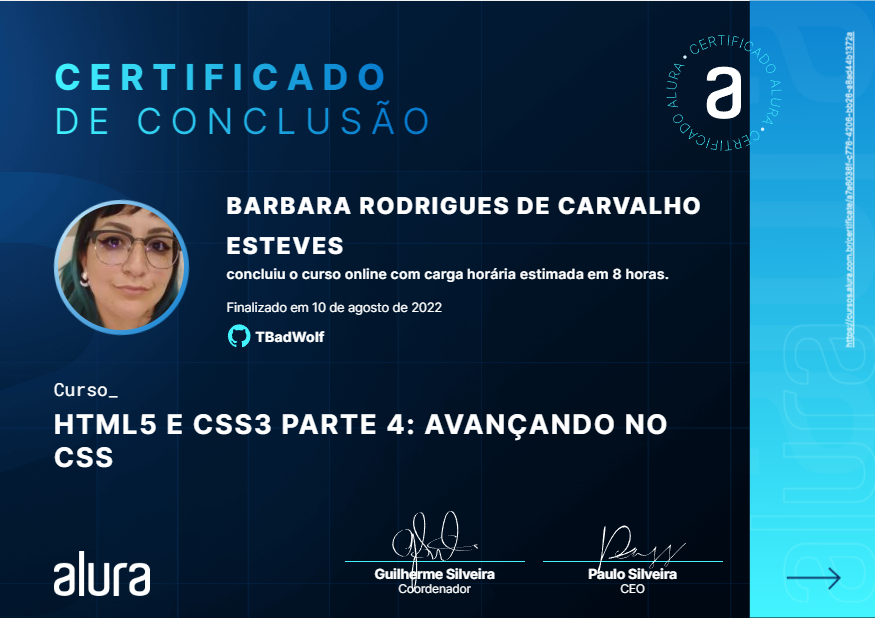 CERTIFICADO
DE CONCLUSÃO
CERTIFICADO ALURA • CERTIFICADO ALURA •
a
BARBARA RODRIGUES DE CARVALHO
ESTEVES
concluiu o curso online com carga horária estimada em 8 horas.
Finalizado em 10 de agosto de 2022
TBadWolf
Curso_
HTML5 E CSS3 PARTE 4: AVANÇANDO NO
CSS
alura
Guilherme Silveira
Coordenador
Paulo Silveira
CEO
alura